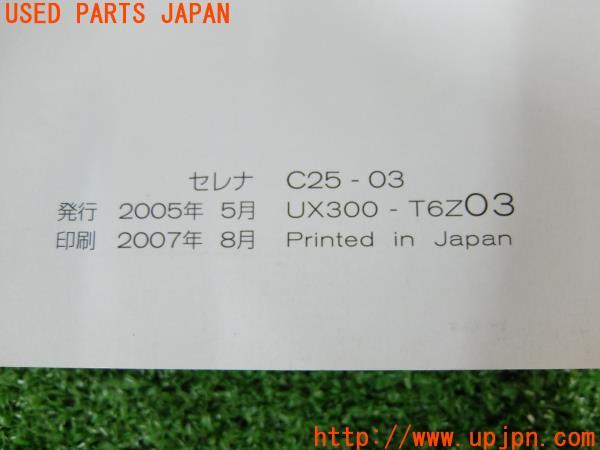 USED PARTS JAPAN
セレナ C25 - 03
発行 2005年 5月 UX300 - T6Z03
印刷 2007年 8月 Printed in Japan
http://www.upjpn.com/